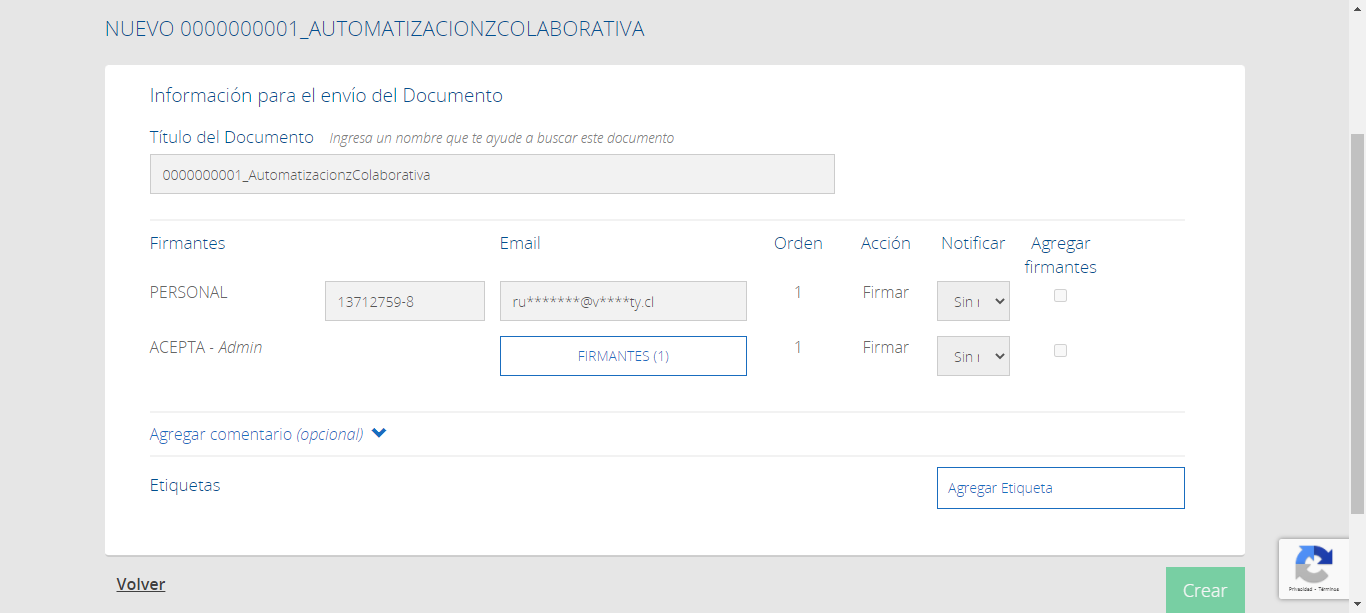 NUEVO 0000000001_AUTOMATIZACIONZCOLABORATIVA
Información para el envío del Documento
Título del Documento Ingresa un nombre que te ayude a buscar este documento
0000000001_AutomatizacionzColaborativa
Firmantes Email Orden Acción Notificar Agregar firmantes
PERSONAL 13712759-8 ru*******@v****ty.cl 1 Firmar Sin
ACEPTA - Admin FIRMANTES (1) 1 Firmar Sin
Agregar comentario (opcional)
Etiquetas Agregar Etiqueta
Volver Crear
Privacidad - Términos